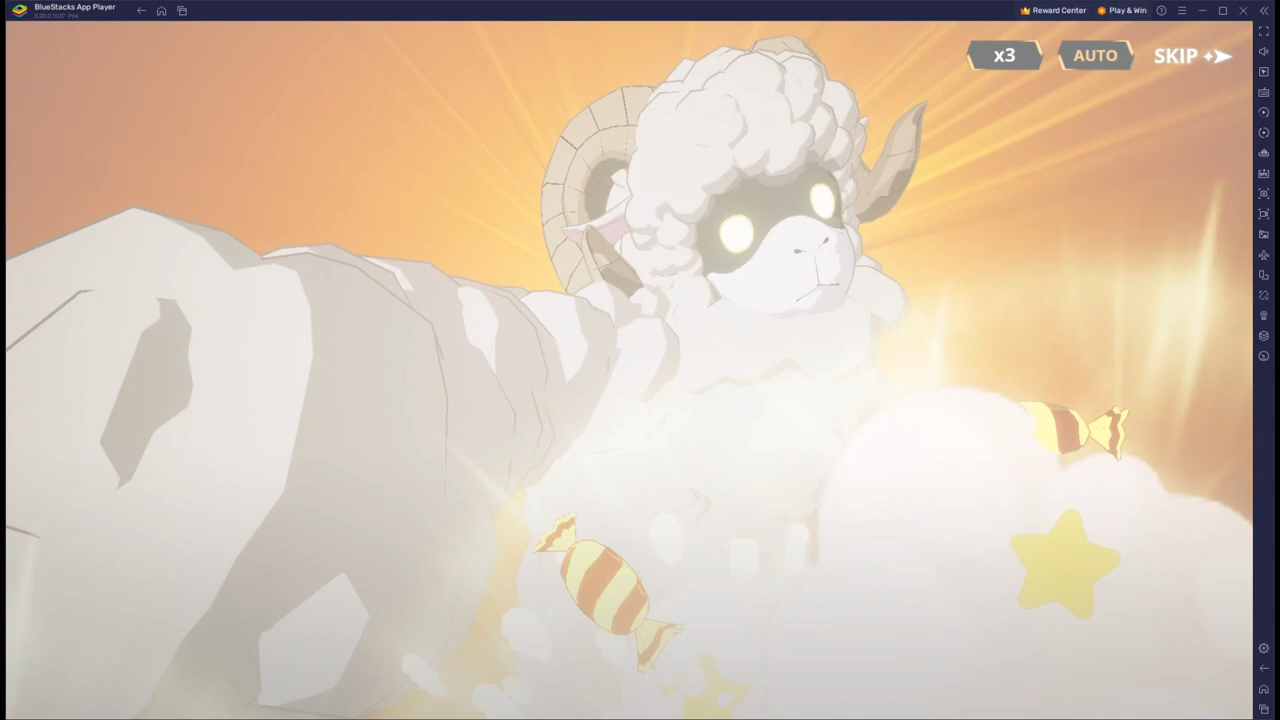 BlueStacks App Player
Reward Center
Play & Win
x3
AUTO
SKIP